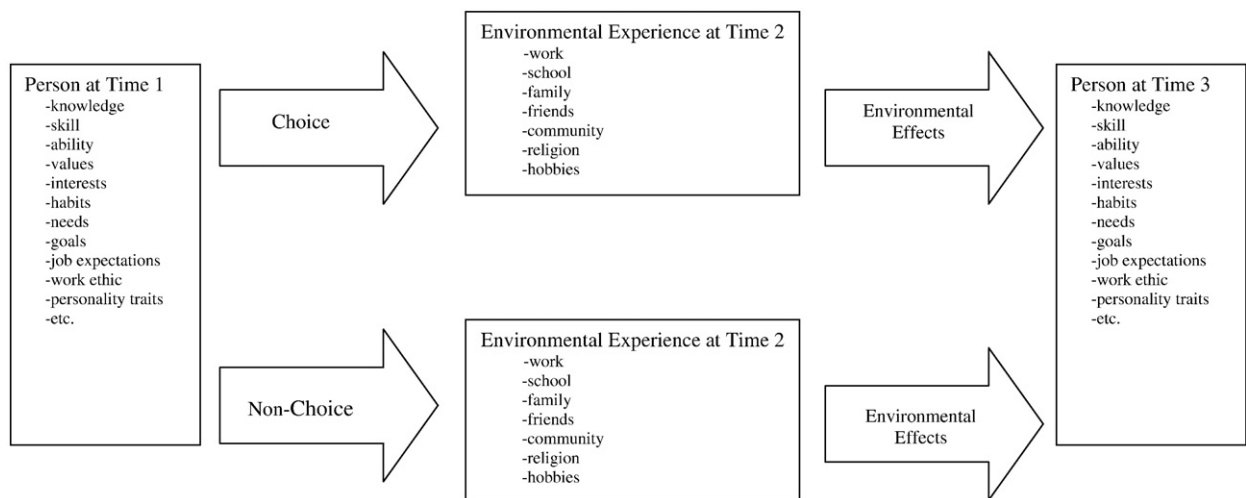 Person at Time 1
-knowledge
-skill
-ability
-values
-interests
-habits
-needs
-goals
-job expectations
-work ethic
-personality traits
-etc.
Choice
Environmental Experience at Time 2
-work
-school
-family
-friends
-community
-religion
-hobbies
Environmental
Effects
Non-Choice
Environmental Experience at Time 2
-work
-school
-family
-friends
-community
-religion
-hobbies
Environmental
Effects
Person at Time 3
-knowledge
-skill
-ability
-values
-interests
-habits
-needs
-goals
-job expectations
-work ethic
-personality traits
-etc.